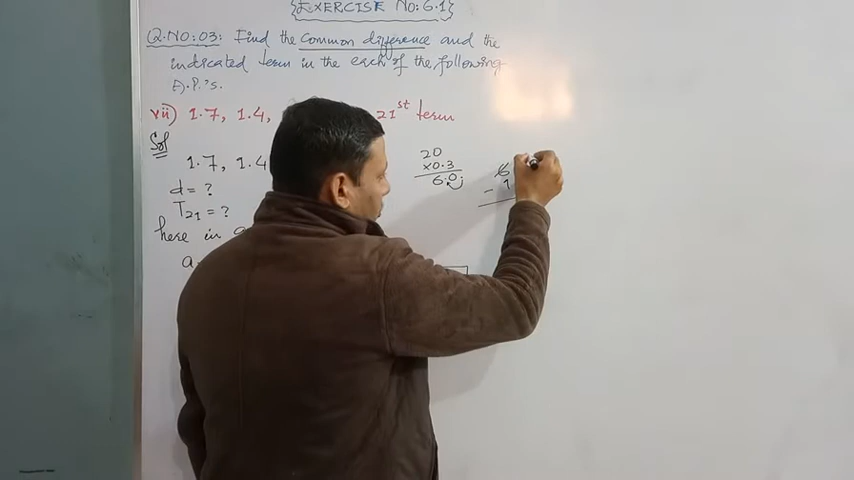 EXERCISE No:6.1
Q.NO:03: Find the Common difference and the
indicated term in the each of the following
A.P.'s.
vii) 1.7, 1.4, 21st term
Sol
1.7, 1.4
d = ?
T21 = ?
here in
a
20
×0.3
6.0
6
- 1